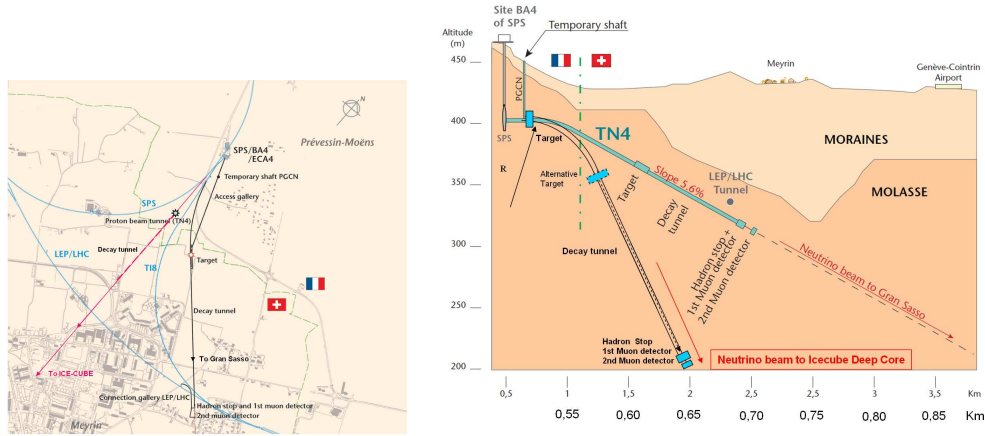 N
Prévessin-Moëns
SPS/BA4
/ECA4
Temporary shaft PGCN
Access gallery
SPS
Proton beam tunnel (TN4)
Decay tunnel
LEP/LHC
TI8
Target
Decay tunnel
To Gran Sasso
To ICE-CUBE
Connection gallery LEP/LHC
Hadron stop and 1st muon detector
2nd muon detector
Meyrin
Site BA4
of SPS
Temporary shaft
Altitude
(m)
450
400
350
300
250
200
PGCN
SPS
Target
R
TN4
Alternative
Target
Target
Slope 5,6%
Decay
tunnel
LEP/LHC
Tunnel
Meyrin
Genève-Cointrin
Airport
MORAINES
MOLASSE
Decay tunnel
Hadron stop +
1st Muon detector
2nd Muon detector
Neutrino beam to Gran Sasso
Hadron Stop
1st Muon detector
2nd Muon detector
Neutrino beam to Icecube Deep Core
0,5 1 1,5 2 2,5 3 3,5 Km
0,55 0,60 0,65 0,70 0,75 0,80 0,85 Km